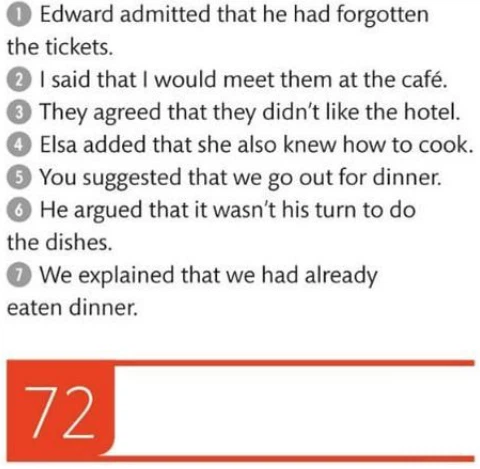 1 Edward admitted that he had forgotten
the tickets.
2 I said that I would meet them at the café.
3 They agreed that they didn't like the hotel.
4 Elsa added that she also knew how to cook.
5 You suggested that we go out for dinner.
6 He argued that it wasn't his turn to do
the dishes.
7 We explained that we had already
eaten dinner.
72